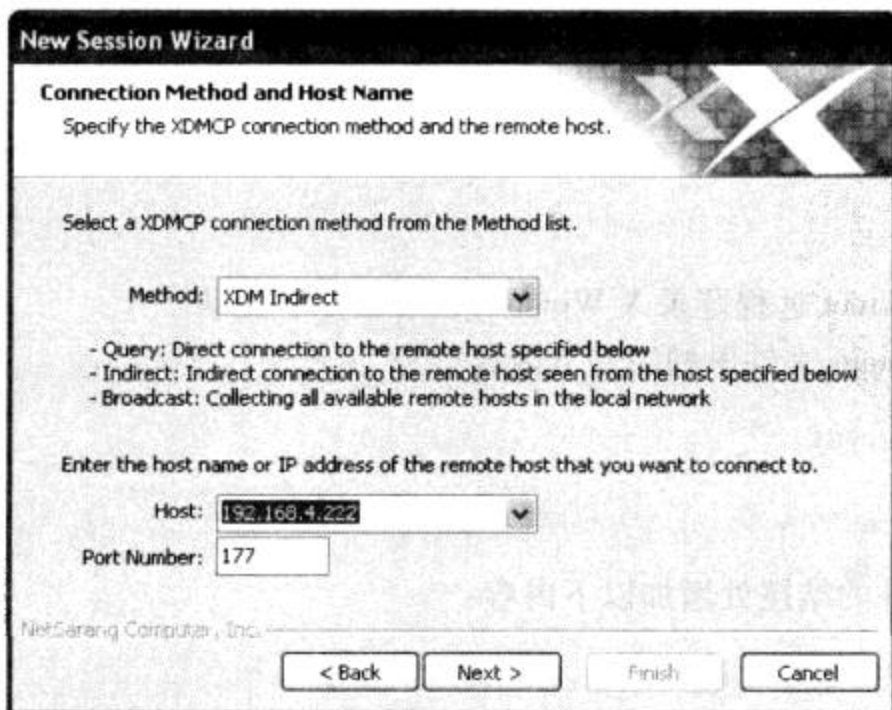 New Session Wizard
Connection Method and Host Name
Specify the XDMCP connection method and the remote host.
Select a XDMCP connection method from the Method list.
Method: XDM Indirect
- Query: Direct connection to the remote host specified below
- Indirect: Indirect connection to the remote host seen from the host specified below
- Broadcast: Collecting all available remote hosts in the local network
Enter the host name or IP address of the remote host that you want to connect to.
Host: 192.168.4.222
Port Number: 177
NetSarang Computer, Inc.
< Back Next > Finish Cancel